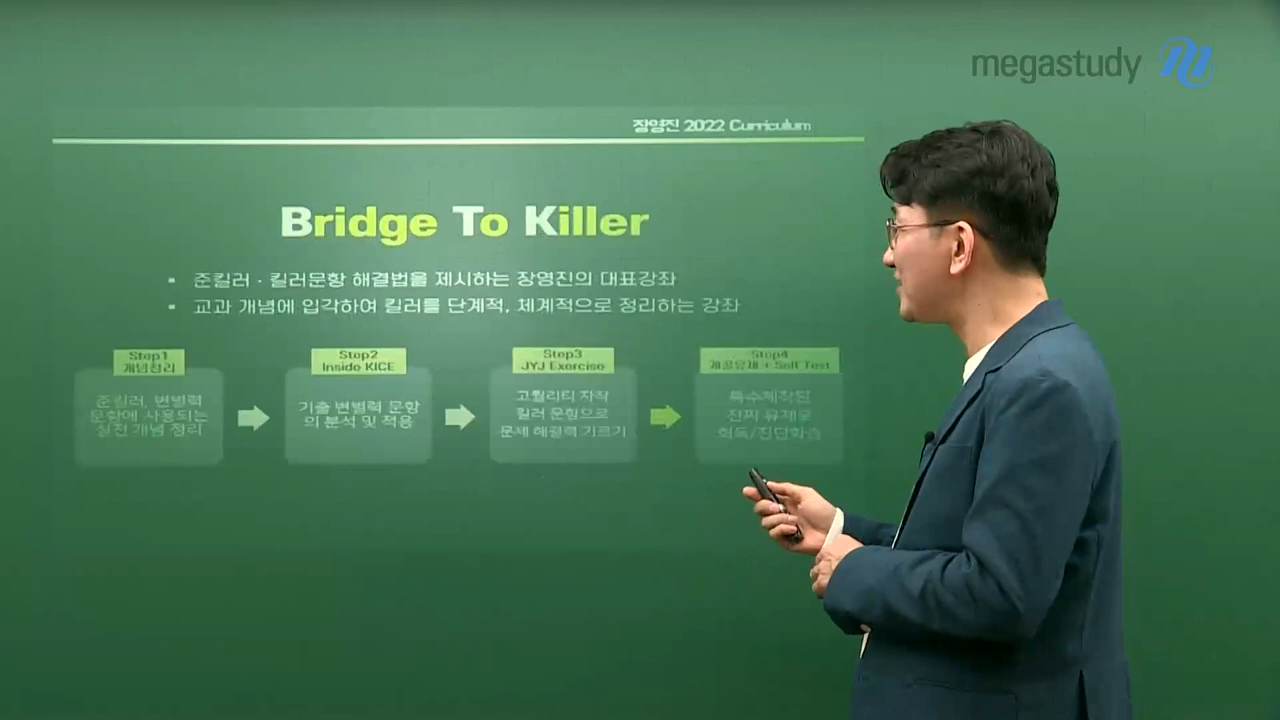 megastudy
장영진 2022 Curriculum
Bridge To Killer
▪ 준킬러 · 킬러문항 해결법을 제시하는 장영진의 대표강좌
▪ 교과 개념에 입각하여 킬러를 단계적, 체계적으로 정리하는 강좌
Step1
개념정리
준킬러, 변별력
문항에 사용되는
실전 개념 정리
Step2
Inside KICE
기출 변별력 문항
의 분석 및 적용
Step3
JYJ Exercise
고퀄리티 자작
킬러 문항으로
문제 해결력 기르기
Step4
+ Self Test
특수제작된
진짜 유제로
회독/진단학습